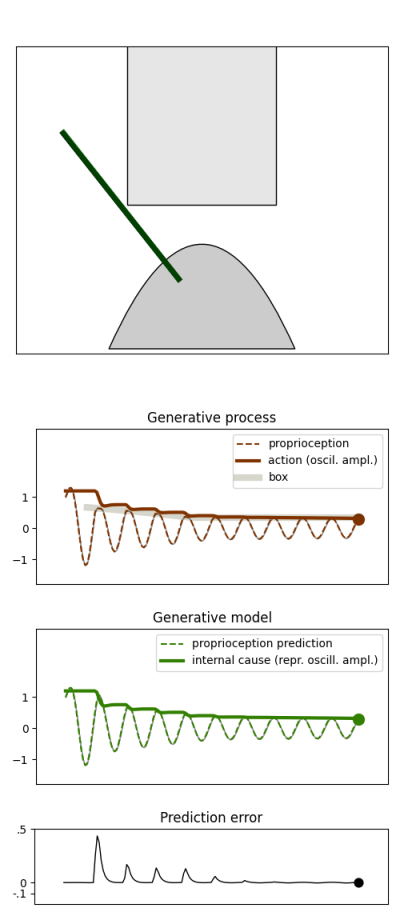 Generative process
proprioception
action (oscil. ampl.)
box
1
0
−1
Generative model
proprioception prediction
internal cause (repr. oscill. ampl.)
1
0
−1
Prediction error
.5
0
-.1